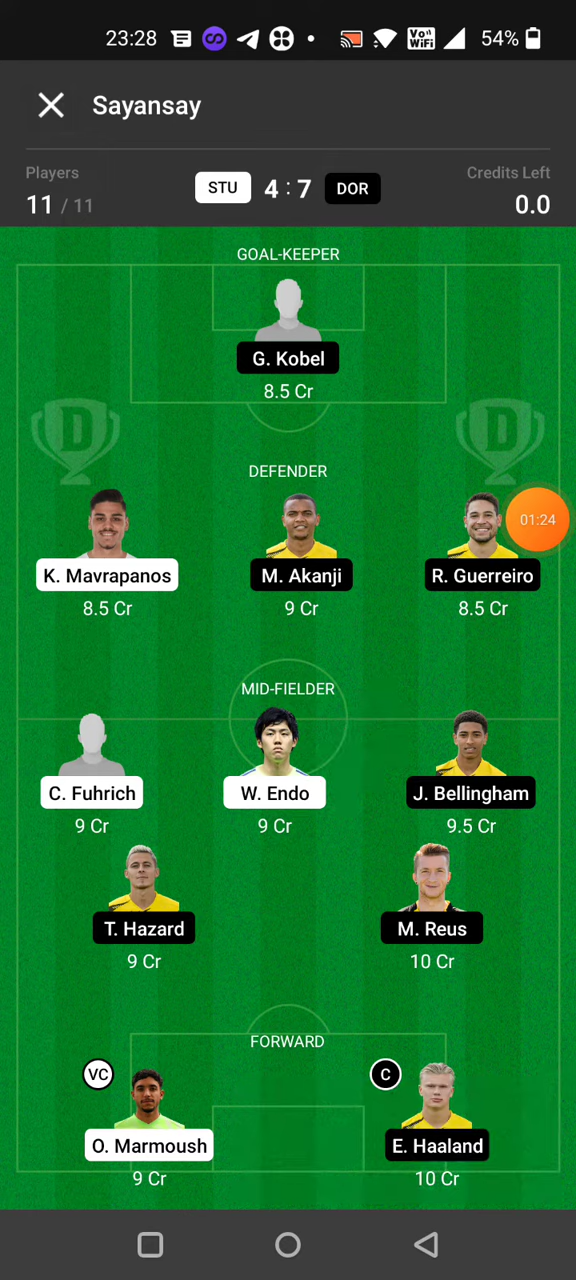 23:28
Vo WiFi
54%
Sayansay
Players
Credits Left
STU 4 : 7 DOR
11 / 11
0.0
GOAL-KEEPER
G. Kobel
8.5 Cr
D D
DEFENDER
01:24
K. Mavrapanos M. Akanji R. Guerreiro
8.5 Cr 9 Cr 8.5 Cr
MID-FIELDER
C. Fuhrich W. Endo J. Bellingham
9 Cr 9 Cr 9.5 Cr
T. Hazard M. Reus
9 Cr 10 Cr
FORWARD
VC C
O. Marmoush E. Haaland
9 Cr 10 Cr